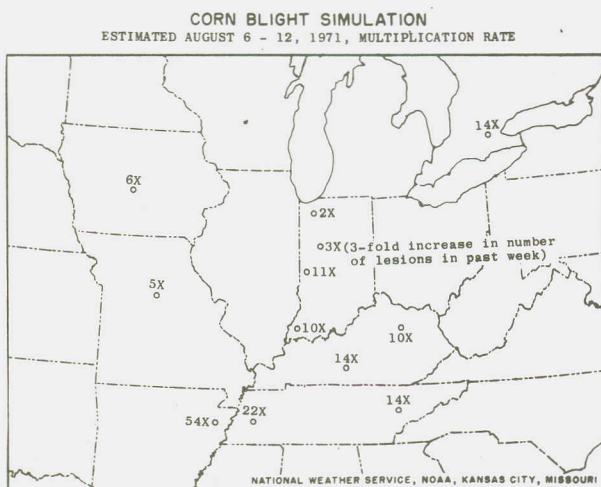 CORN BLIGHT SIMULATION
ESTIMATED AUGUST 6 - 12, 1971, MULTIPLICATION RATE
14X
6X
2X
3X(3-fold increase in number
of lesions in past week)
11X
5X
10X
10X
14X
14X
54X
22X
NATIONAL WEATHER SERVICE, NOAA, KANSAS CITY, MISSOURI